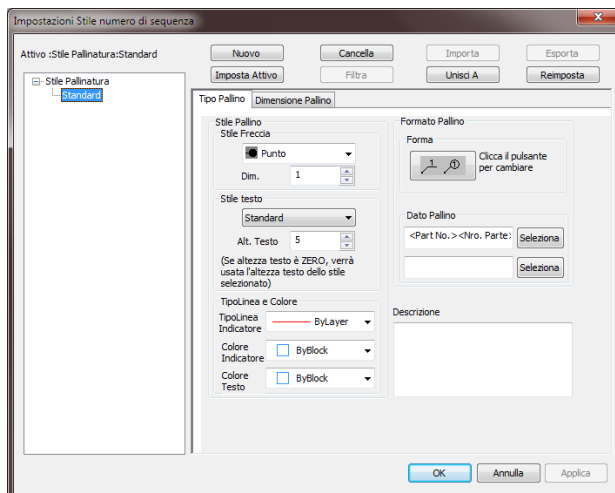 Impostazioni Stile numero di sequenza
Attivo :Stile Pallinatura:Standard
Nuovo
Cancella
Importa
Esporta
Imposta Attivo
Filtra
Unisci A
Reimposta
Stile Pallinatura
Standard
Tipo Pallino
Dimensione Pallino
Stile Pallino
Stile Freccia
Punto
Dim.
1
Stile testo
Standard
Alt. Testo
5
(Se altezza testo è ZERO, verrà
usata l'altezza testo dello stile
selezionato)
TipoLinea e Colore
TipoLinea
Indicatore
ByLayer
Colore
Indicatore
ByBlock
Colore
Testo
ByBlock
Formato Pallino
Forma
1
1
Clicca il pulsante
per cambiare
Dato Pallino
<Part No.><Nro. Parte>
Seleziona
Seleziona
Descrizione
OK
Annulla
Applica